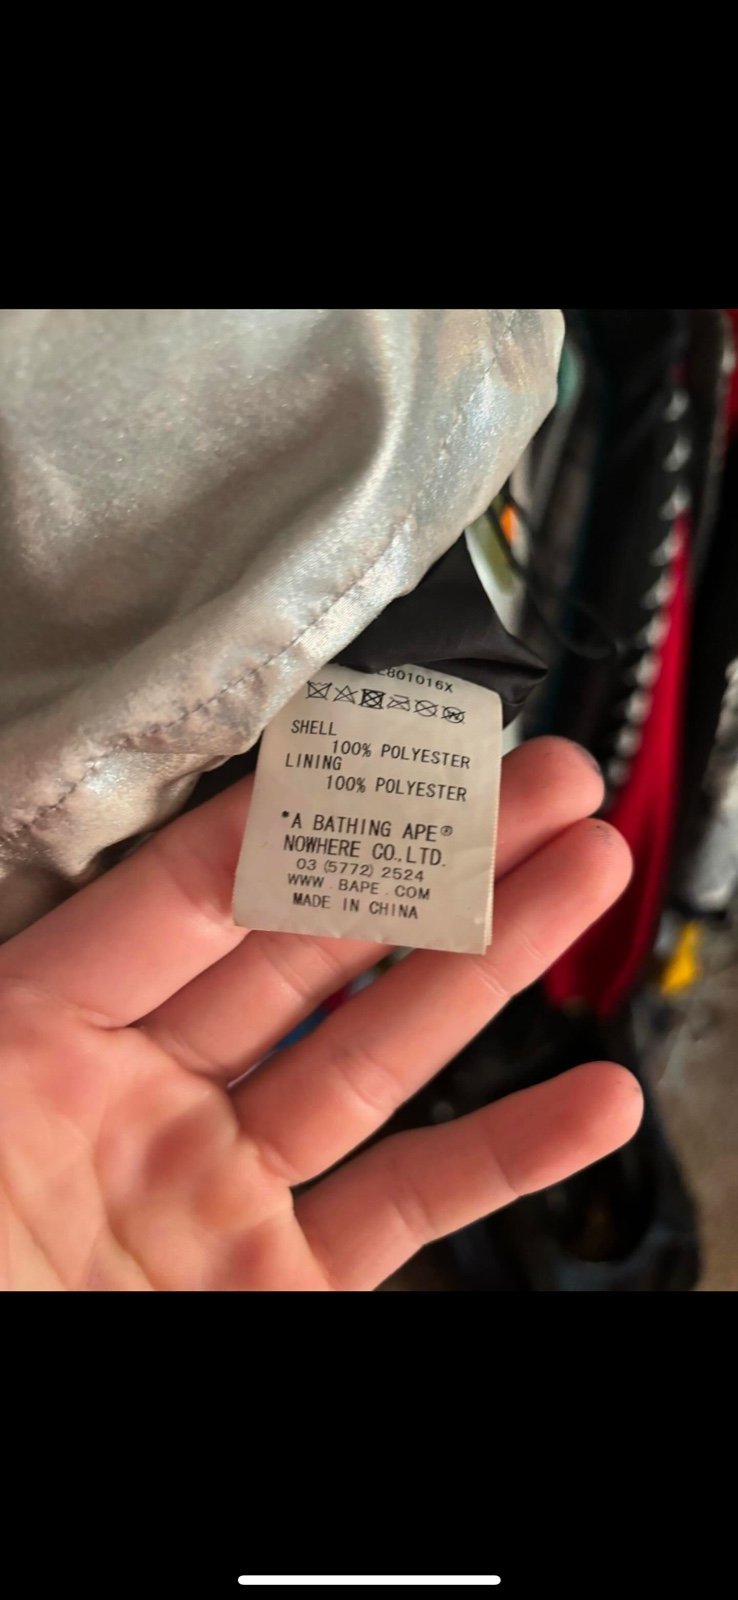 801016X
SHELL
100% POLYESTER
LINING
100% POLYESTER
*A BATHING APE®
NOWHERE CO.,LTD.
03 (5772) 2524
WWW . BAPE . COM
MADE IN CHINA